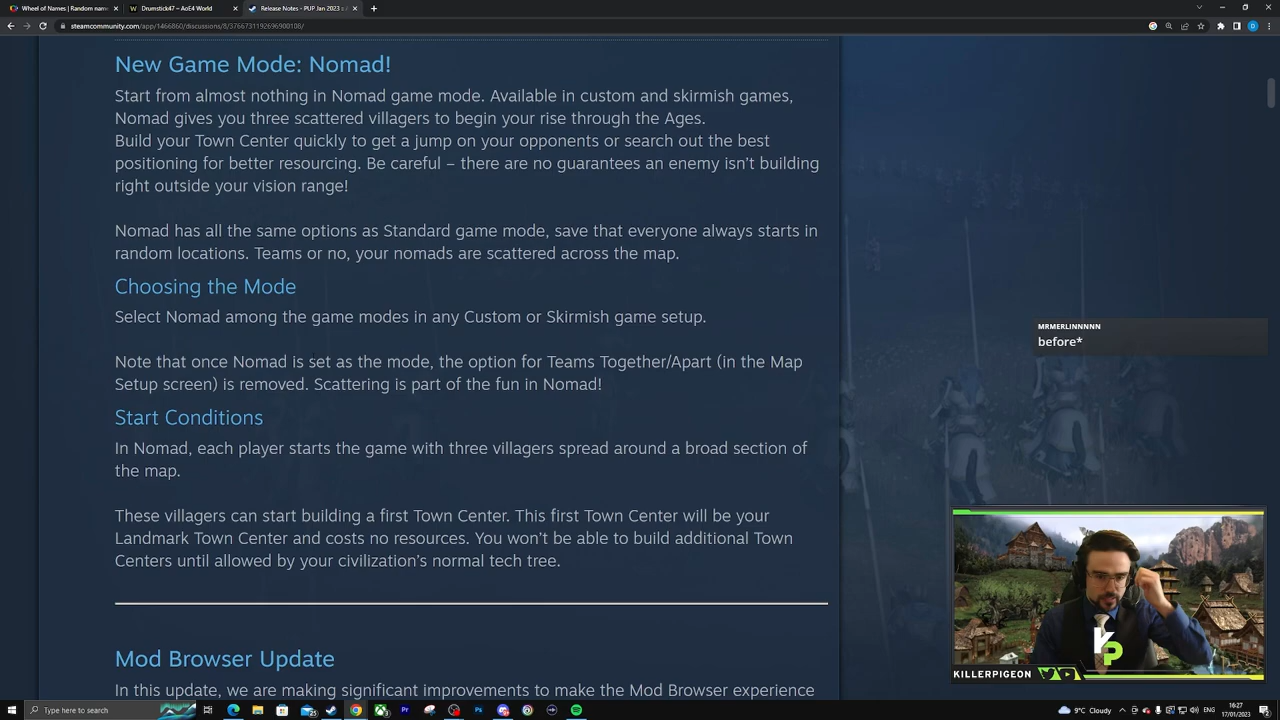 Wheel of Names | Random name
Drumstick47 – AoE4 World
Release Notes - PUP Jan 2023
steamcommunity.com/app/1466860/discussions/8/3766731192696900108/
New Game Mode: Nomad!
Start from almost nothing in Nomad game mode. Available in custom and skirmish games,
Nomad gives you three scattered villagers to begin your rise through the Ages.
Build your Town Center quickly to get a jump on your opponents or search out the best
positioning for better resourcing. Be careful – there are no guarantees an enemy isn't building
right outside your vision range!
Nomad has all the same options as Standard game mode, save that everyone always starts in
random locations. Teams or no, your nomads are scattered across the map.
Choosing the Mode
Select Nomad among the game modes in any Custom or Skirmish game setup.
Note that once Nomad is set as the mode, the option for Teams Together/Apart (in the Map
Setup screen) is removed. Scattering is part of the fun in Nomad!
Start Conditions
In Nomad, each player starts the game with three villagers spread around a broad section of
the map.
These villagers can start building a first Town Center. This first Town Center will be your
Landmark Town Center and costs no resources. You won't be able to build additional Town
Centers until allowed by your civilization's normal tech tree.
Mod Browser Update
In this update, we are making significant improvements to make the Mod Browser experience
MRMERLINNNNN
before*
KP
KILLERPIGEON
Type here to search
9°C Cloudy
ENG
16:27
17/01/2023